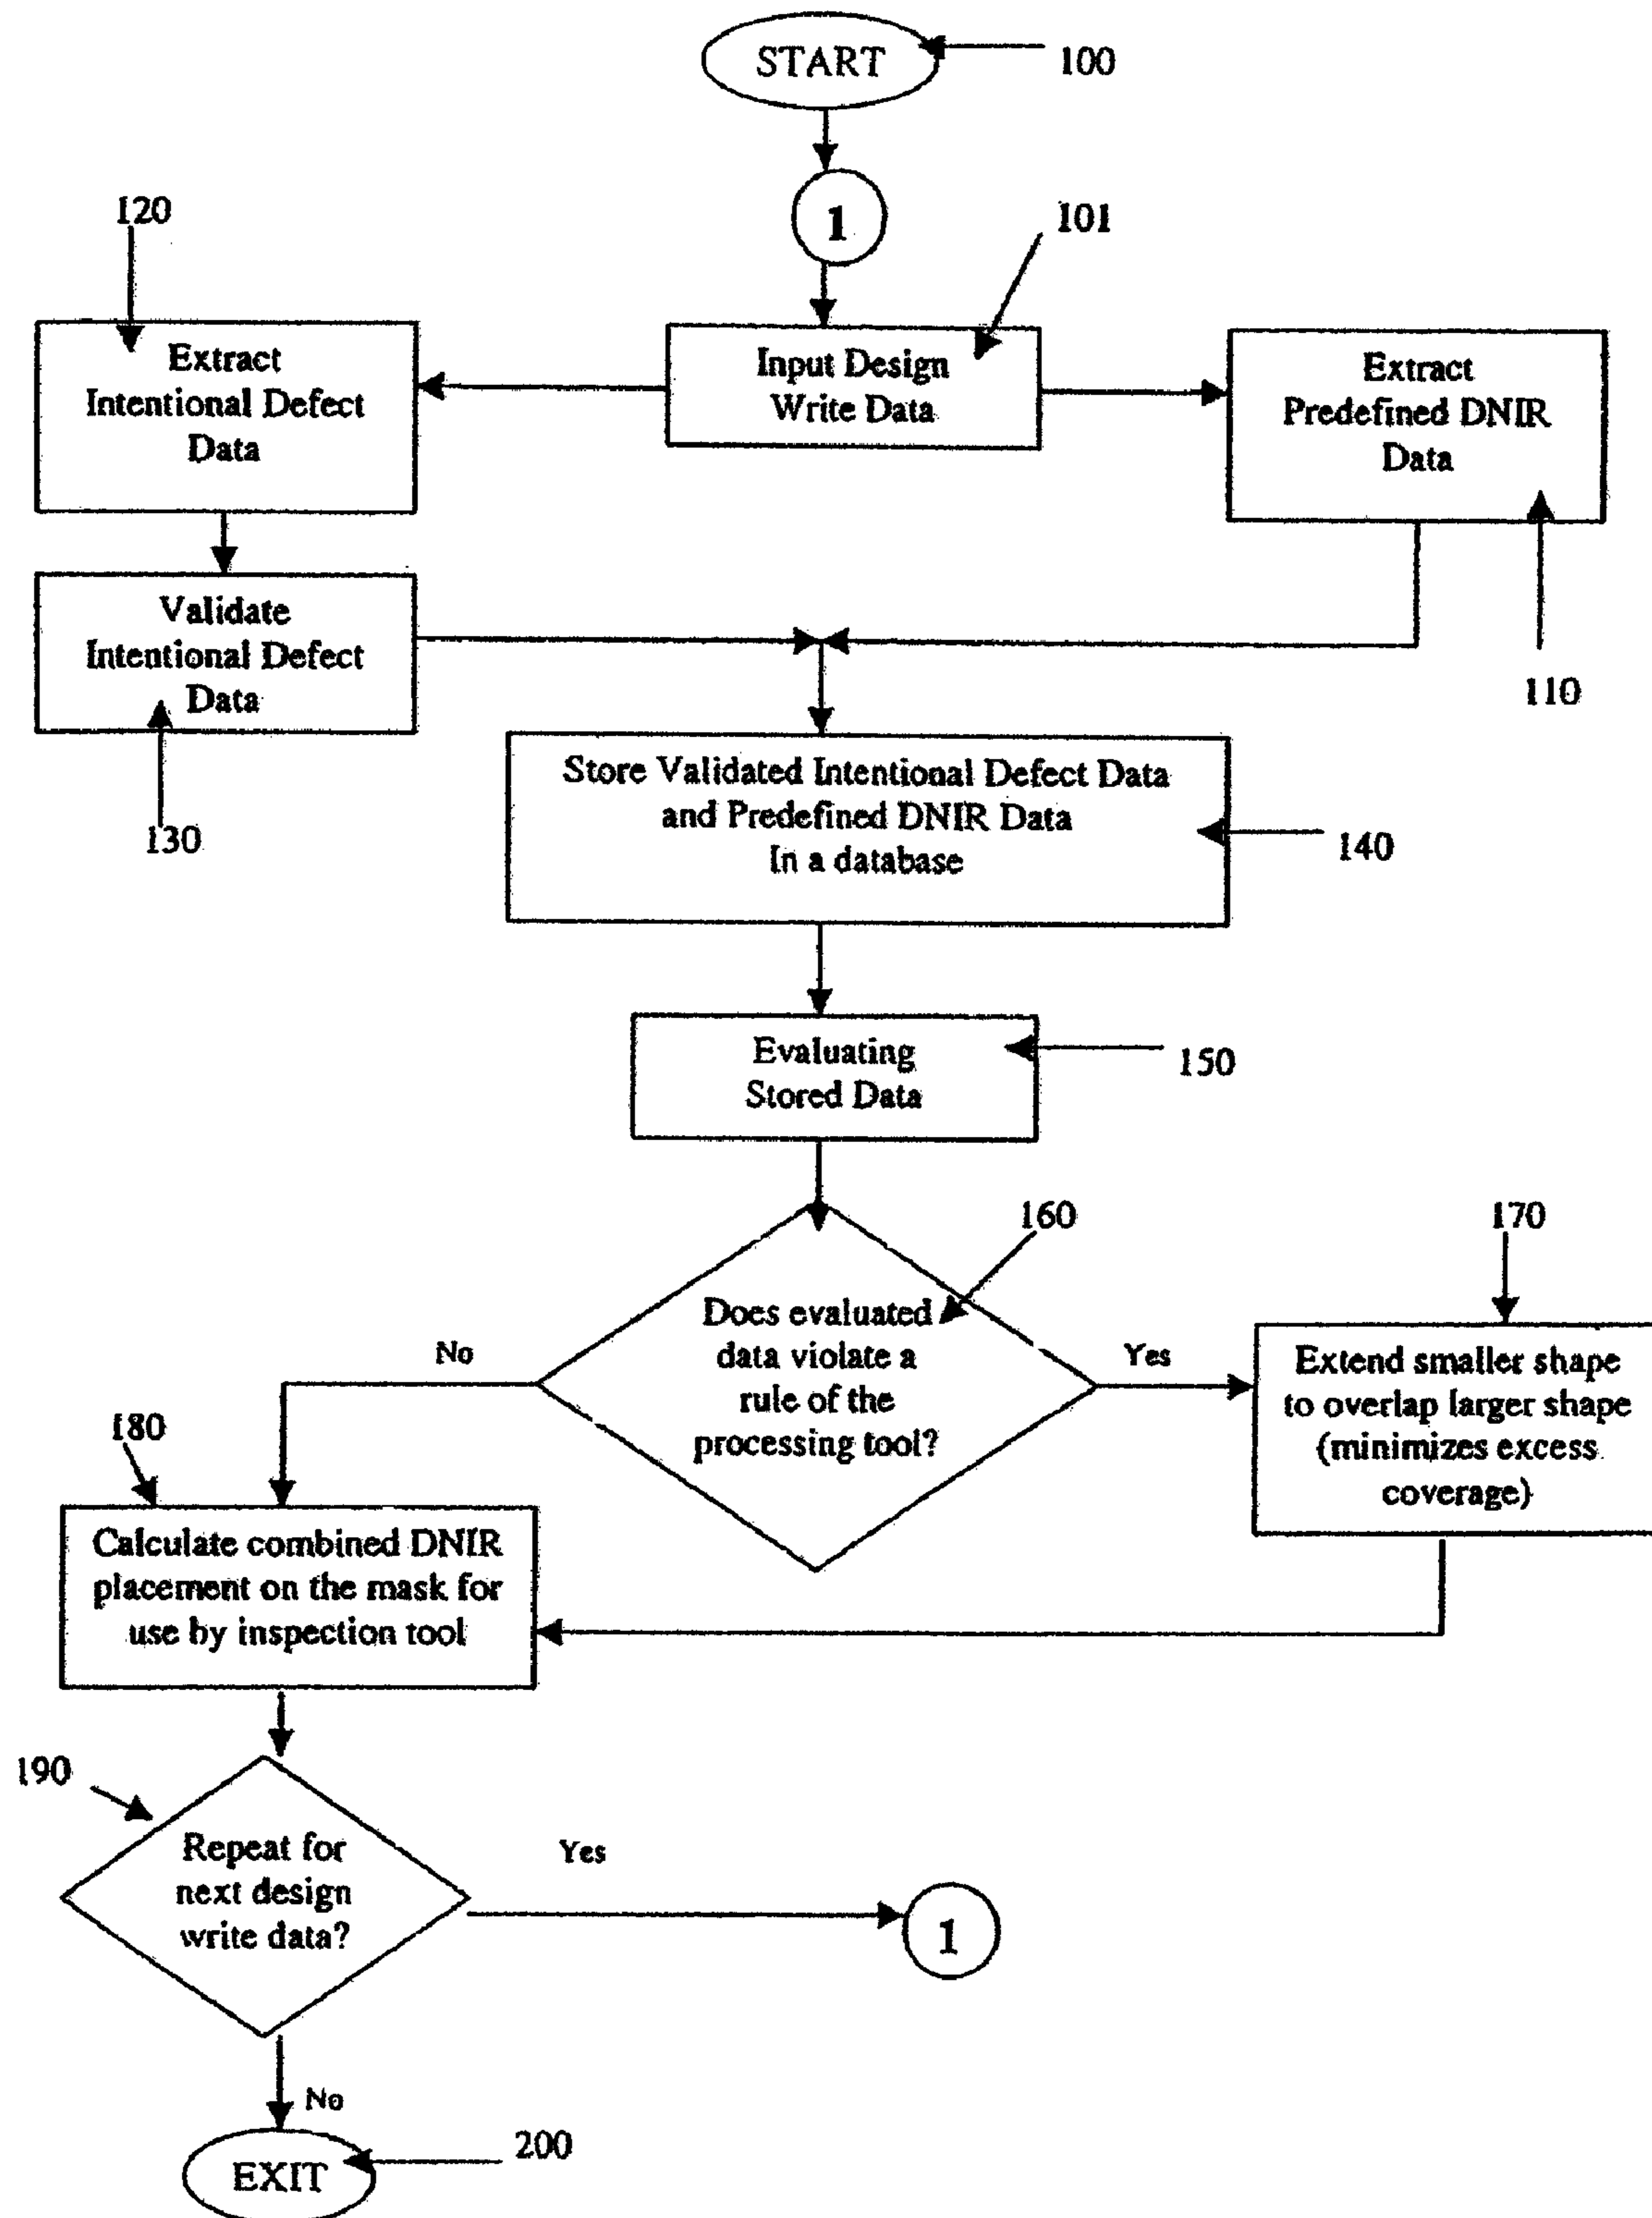 START
100
1
120
101
Extract
Intentional Defect
Data
Input Design
Write Data
Extract
Predefined DNIR
Data
Validate
Intentional Defect
Data
110
130
Store Validated Intentional Defect Data
and Predefined DNIR Data
In a database
140
Evaluating
Stored Data
150
160
170
Does evaluated
data violate a
rule of the
processing tool?
No
Yes
Extend smaller shape
to overlap larger shape
(minimizes excess
coverage)
180
Calculate combined DNIR
placement on the mask for
use by inspection tool
190
Repeat for
next design
write data?
Yes
1
No
EXIT
200